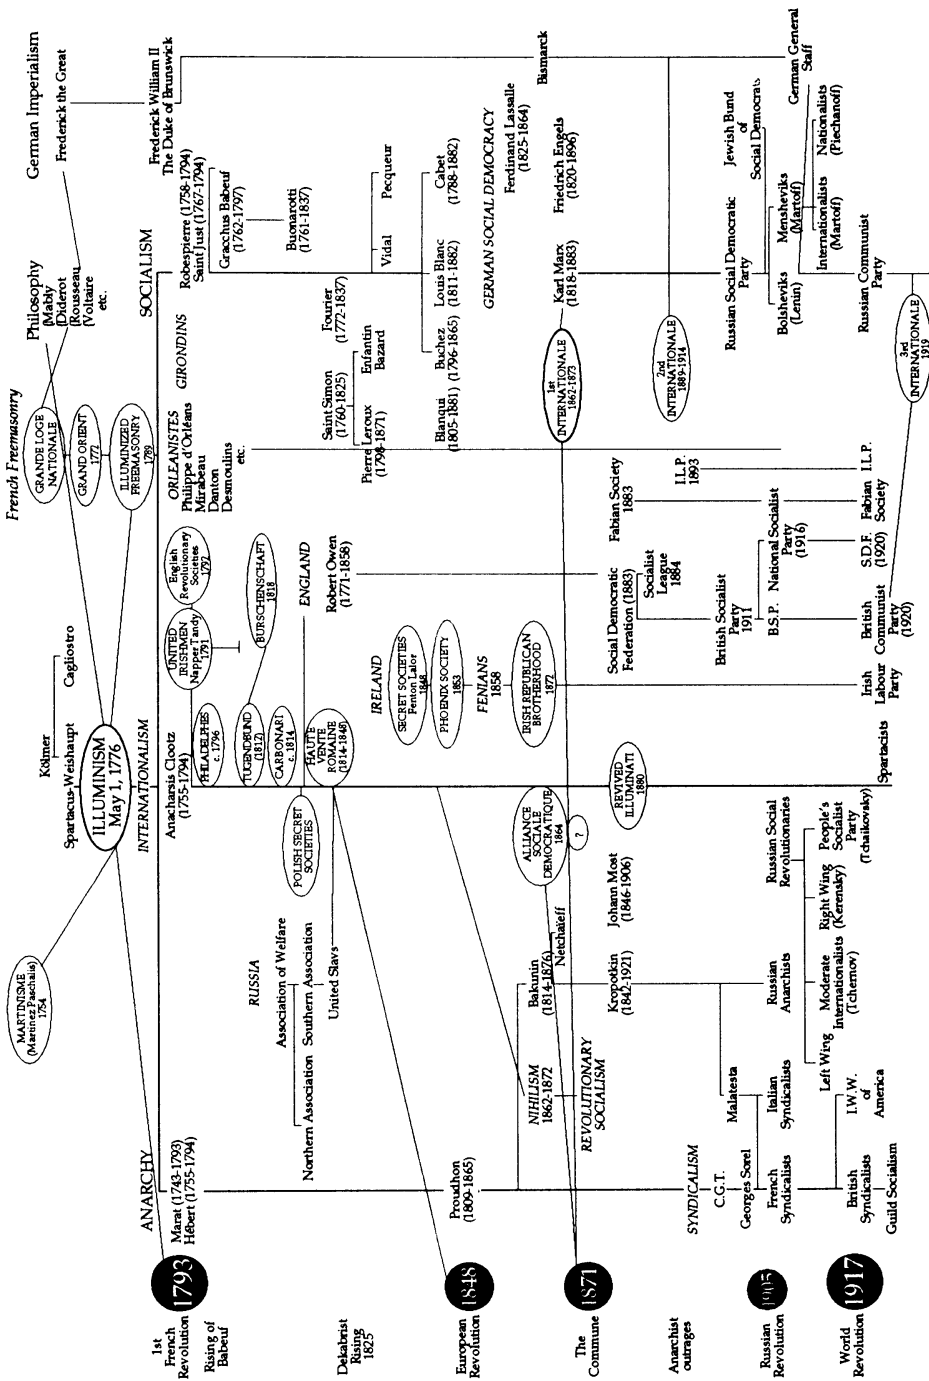 French Freemasonry
German Imperialism
Frederick the Great
Philosophy
(Mably
(Diderot
(Rousseau
(Voltaire
etc.
GRANDE LOGE
NATIONALE
GRAND ORIENT
1772
ILLUMINIZED
FREEMASONRY
1789
Kölmer
Spartacus-Weishaupt
Cagliostro
ILLUMINISM
May 1, 1776
MARTINISME
(Martinez Paschalis)
1754
ANARCHY
INTERNATIONALISM
ORLEANISTES
GIRONDINS
SOCIALISM
1st
French
Revolution
1793
Marat (1743-1793)
Hébert (1755-1794)
Anacharsis Clootz
(1755-1794)
UNITED
IRISHMEN
Napper Tandy
1791
English
Revolutionary
Societies
1792
Philippe d'Orléans
Mirabeau
Danton
Desmoulins
etc.
Robespierre (1758-1794)
Saint Just (1767-1794)
Frederick William II
The Duke of Brunswick
Rising of
Babeuf
PHILADELPHES
c. 1796
Gracchus Babeuf
(1762-1797)
TUGENDBUND
(1812)
BURSCHENSCHAFT
1818
Buonarotti
(1761-1837)
RUSSIA
Association of Welfare
Northern Association
Southern Association
United Slavs
CARBONARI
c. 1814
POLISH SECRET
SOCIETIES
HAUTE
VENTE
ROMAINE
(1814-1848)
ENGLAND
Robert Owen
(1771-1858)
Saint Simon
(1760-1825)
Fourier
(1772-1837)
Dekabrist
Rising
1825
Pierre Leroux
(1798-1871)
Enfantin
Bazard
Vidal
Pecqueur
IRELAND
SECRET SOCIETIES
Fenton Lalor
1848
PHOENIX SOCIETY
1853
FENIANS
1858
European
Revolution
1848
Proudhon
(1809-1865)
Blanqui
(1805-1881)
Buchez
(1796-1865)
Louis Blanc
(1811-1882)
Cabet
(1788-1882)
GERMAN SOCIAL DEMOCRACY
Ferdinand Lassalle
(1825-1864)
NIHILISM
1862-1872
Bakunin
(1814-1876)
Netchaïeff
ALLIANCE
SOCIALE
DEMOCRATIQUE
1864
IRISH REPUBLICAN
BROTHERHOOD
1872
1st
INTERNATIONALE
1862-1873
Karl Marx
(1818-1883)
Friedrich Engels
(1820-1896)
Bismarck
The
Commune
1871
REVOLUTIONARY
SOCIALISM
?
Kropotkin
(1842-1921)
Johann Most
(1846-1906)
REVIVED
ILLUMINATI
1880
Social Democratic
Federation (1883)
Fabian Society
1883
Socialist
League
1884
I.L.P.
1893
2nd
INTERNATIONALE
1889-1914
Anarchist
outrages
SYNDICALISM
C.G.T.
Georges Sorel
Malatesta
British Socialist
Party
1911
Russian Social Democratic
Party
Jewish Bund
of
Social Democrats
Russian
Revolution
1905
French
Syndicalists
Italian
Syndicalists
Russian
Anarchists
Russian Social
Revolutionaries
B.S.P.
National Socialist
Party
(1916)
Bolsheviks
(Lenin)
Mensheviks
(Martoff)
German General
Staff
Left Wing
Moderate
Internationalists
(Tchernov)
Right Wing
(Kerensky)
People's
Socialist
Party
(Tchaikovsky)
Internationalists
(Martoff)
Nationalists
(Piechanoff)
World
Revolution
1917
British
Syndicalists
Guild Socialism
I.W.W.
of
America
Spartacists
Irish
Labour
Party
British
Communist
Party
(1920)
S.D.F.
(1920)
Fabian
Society
I.L.P.
Russian Communist
Party
3rd
INTERNATIONALE
1919